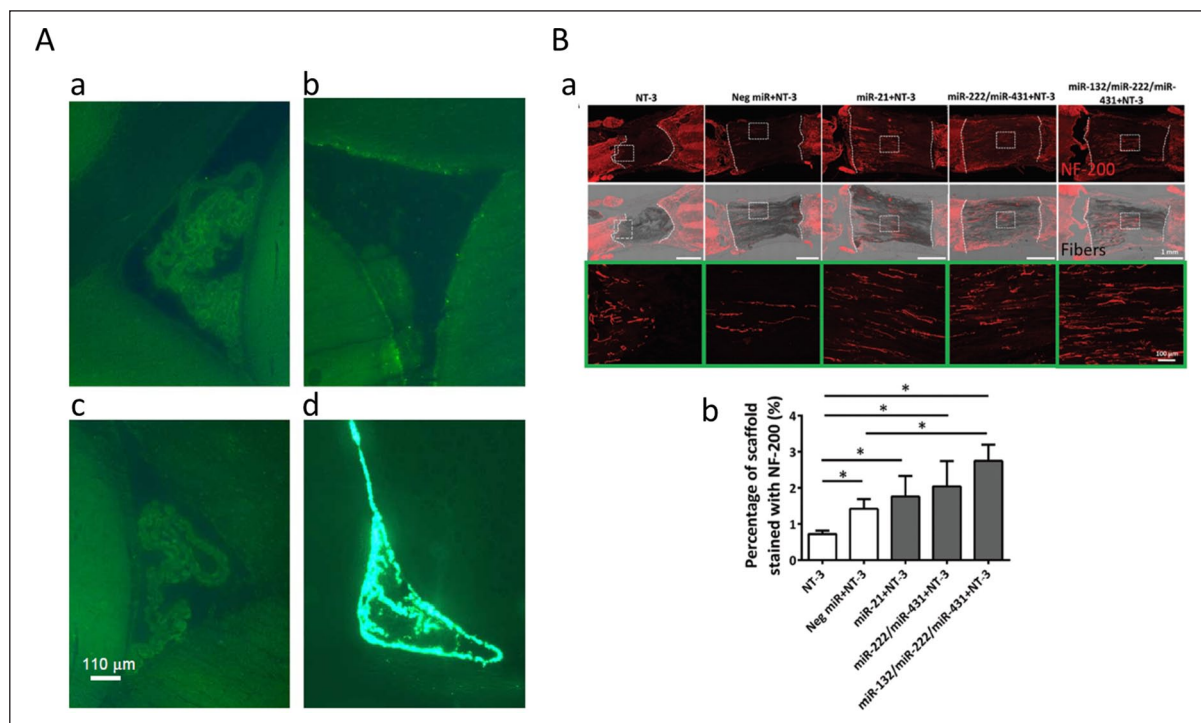 A
B
a
b
c
d
110 µm
a
NT-3
Neg miR+NT-3
miR-21+NT-3
miR-222/miR-431+NT-3
miR-132/miR-222/miR-
431+NT-3
NF-200
Fibers
1 mm
100 µm
b
Percentage of scaffold
stained with NF-200 (%)
4
3
2
1
0
*
*
*
*
*
NT-3
Neg miR+NT-3
miR-21+NT-3
miR-222/miR-431+NT-3
miR-132/miR-222/miR-431+NT-3